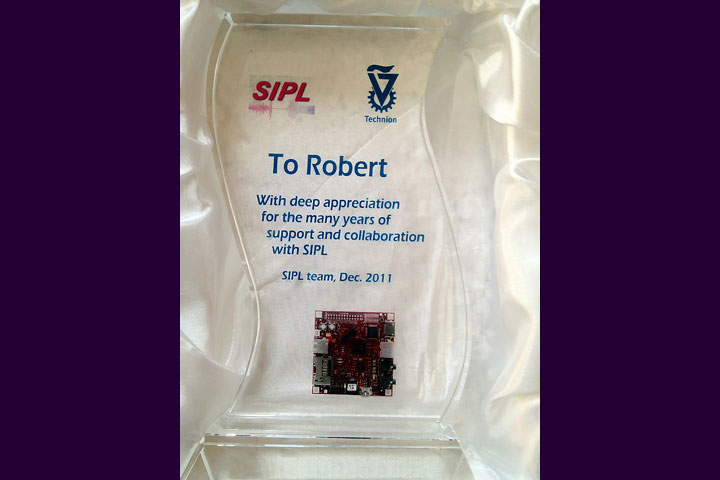 SIPL
Technion
To Robert
With deep appreciation
for the many years of
support and collaboration
with SIPL
SIPL team, Dec. 2011